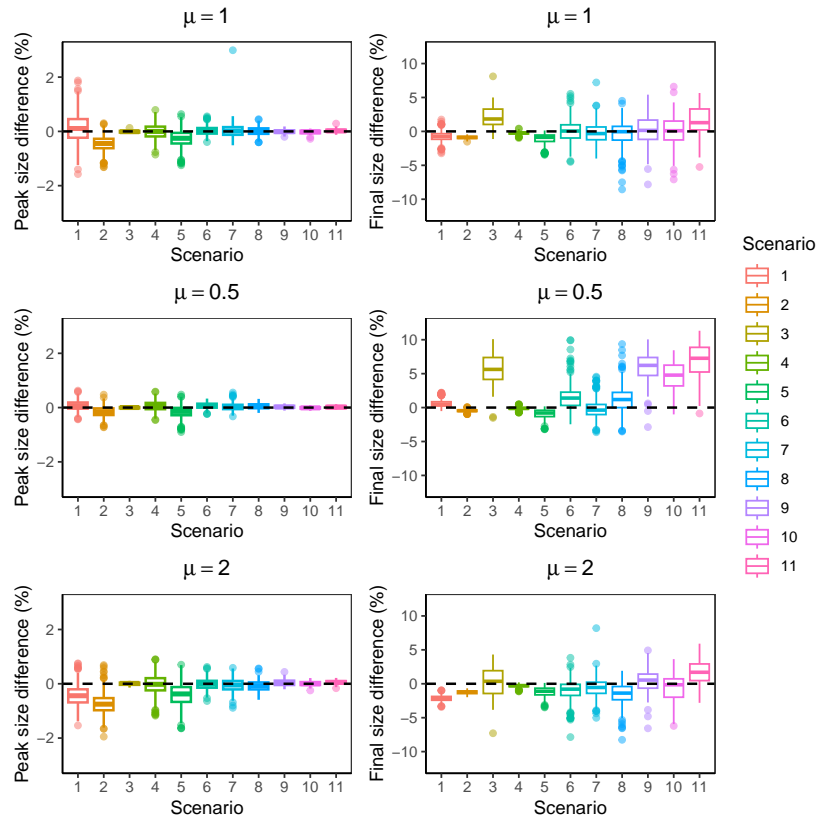 μ = 1
μ = 1
Peak size difference (%)
2
0
−2
1 2 3 4 5 6 7 8 9 10 11
Scenario
Final size difference (%)
10
5
0
−5
−10
1 2 3 4 5 6 7 8 9 10 11
Scenario
μ = 0.5
μ = 0.5
Peak size difference (%)
2
0
−2
1 2 3 4 5 6 7 8 9 10 11
Scenario
Final size difference (%)
10
5
0
−5
−10
1 2 3 4 5 6 7 8 9 10 11
Scenario
μ = 2
μ = 2
Peak size difference (%)
2
0
−2
1 2 3 4 5 6 7 8 9 10 11
Scenario
Final size difference (%)
10
5
0
−5
−10
1 2 3 4 5 6 7 8 9 10 11
Scenario
Scenario
1
2
3
4
5
6
7
8
9
10
11